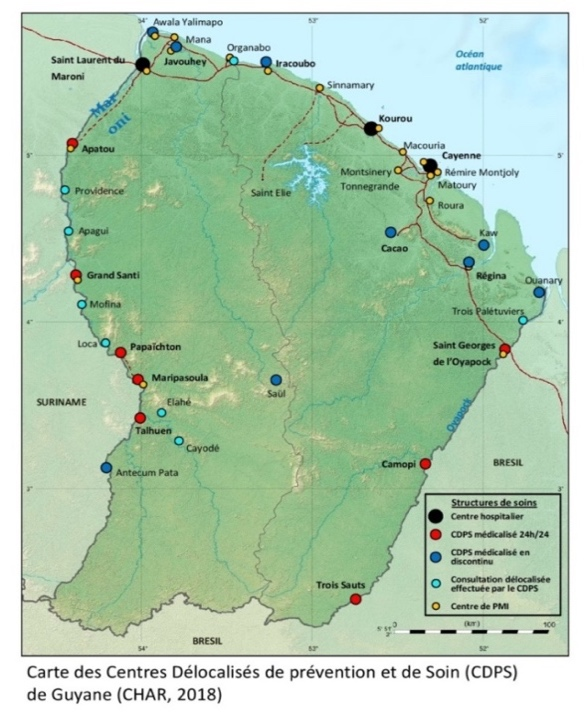 54°
53°
52°
Awala Yalimapo
Mana
Organabo
Océan
atlantique
Saint Laurent du
Maroni
Javouhey
Iracoubo
Sinnamary
Mar
oni
Kourou
Apatou
5°
Macouria
Cayenne
Montsinery
Tonnegrande
Rémire Montjoly
Matoury
Saint Elie
Providence
Roura
Apagui
Kaw
Cacao
Grand Santi
Régina
Ouanary
Mofina
Trois Palétuviers
4°
Loca
Papaïchton
Saint Georges
de l'Oyapock
Maripasoula
Saül
SURINAME
Elahé
Talhuen
Oyapock
Cayodé
Antecum Pata
Camopi
BRESIL
3°
Structures de soins
Centre hospitalier
CDPS médicalisé 24h/24
CDPS médicalisé en
discontinu
Consultation délocalisée
effectuée par le CDPS
Centre de PMI
Trois Sauts
0 (km) 100
BRESIL
54°
53°
52°
Carte des Centres Délocalisés de prévention et de Soin (CDPS)
de Guyane (CHAR, 2018)